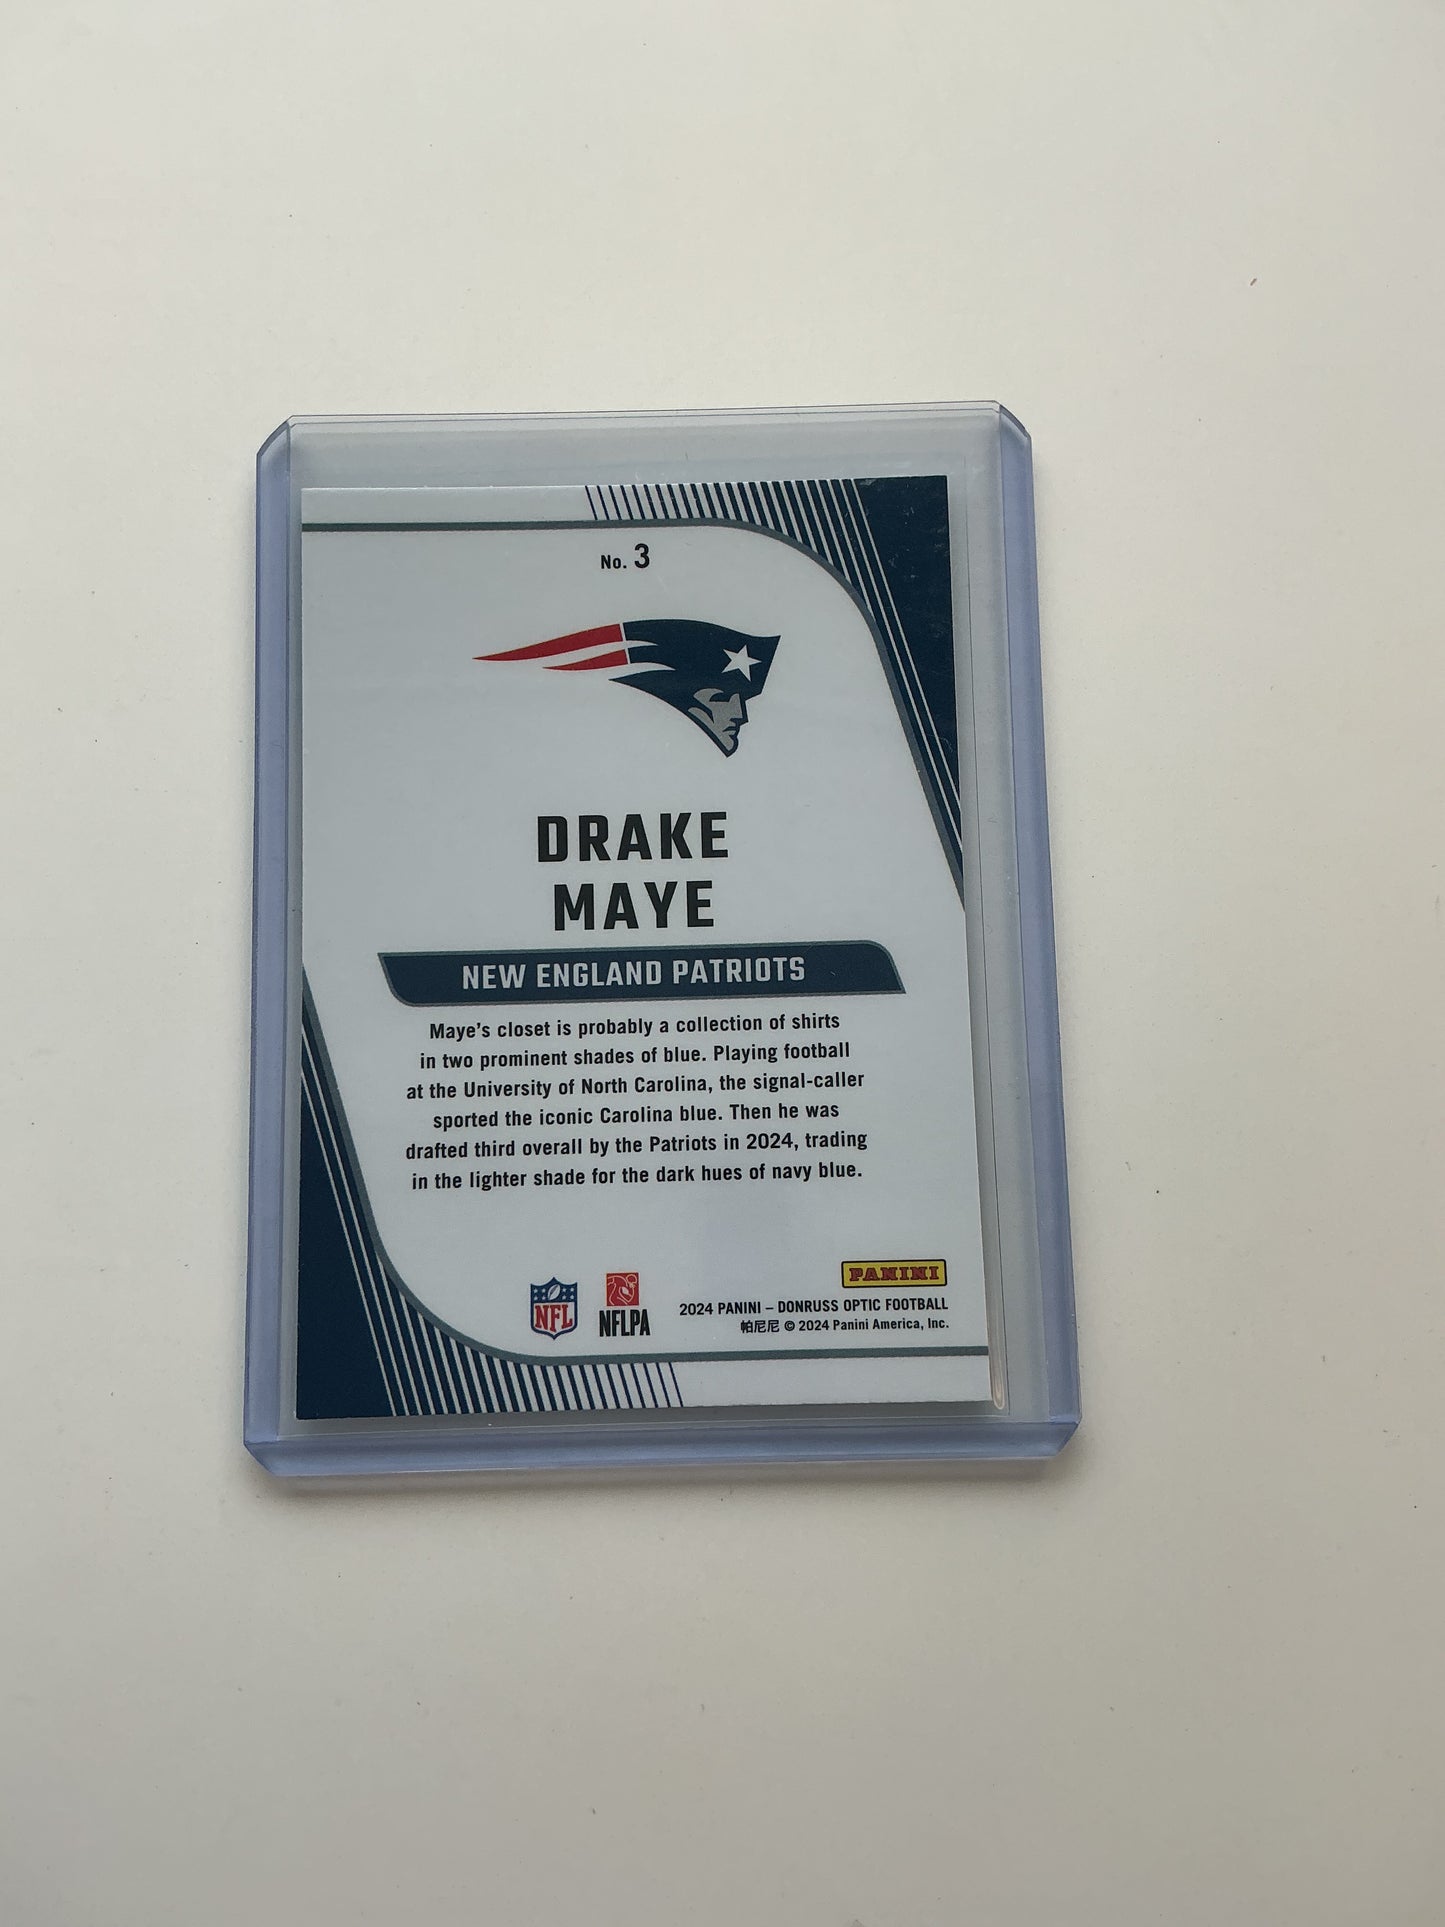 No. 3
DRAKE
MAYE
NEW ENGLAND PATRIOTS
Maye's closet is probably a collection of shirts
in two prominent shades of blue. Playing football
at the University of North Carolina, the signal-caller
sported the iconic Carolina blue. Then he was
drafted third overall by the Patriots in 2024, trading
in the lighter shade for the dark hues of navy blue.
NFL
NFLPA
PANINI
2024 PANINI – DONRUSS OPTIC FOOTBALL
帕尼尼 © 2024 Panini America, Inc.